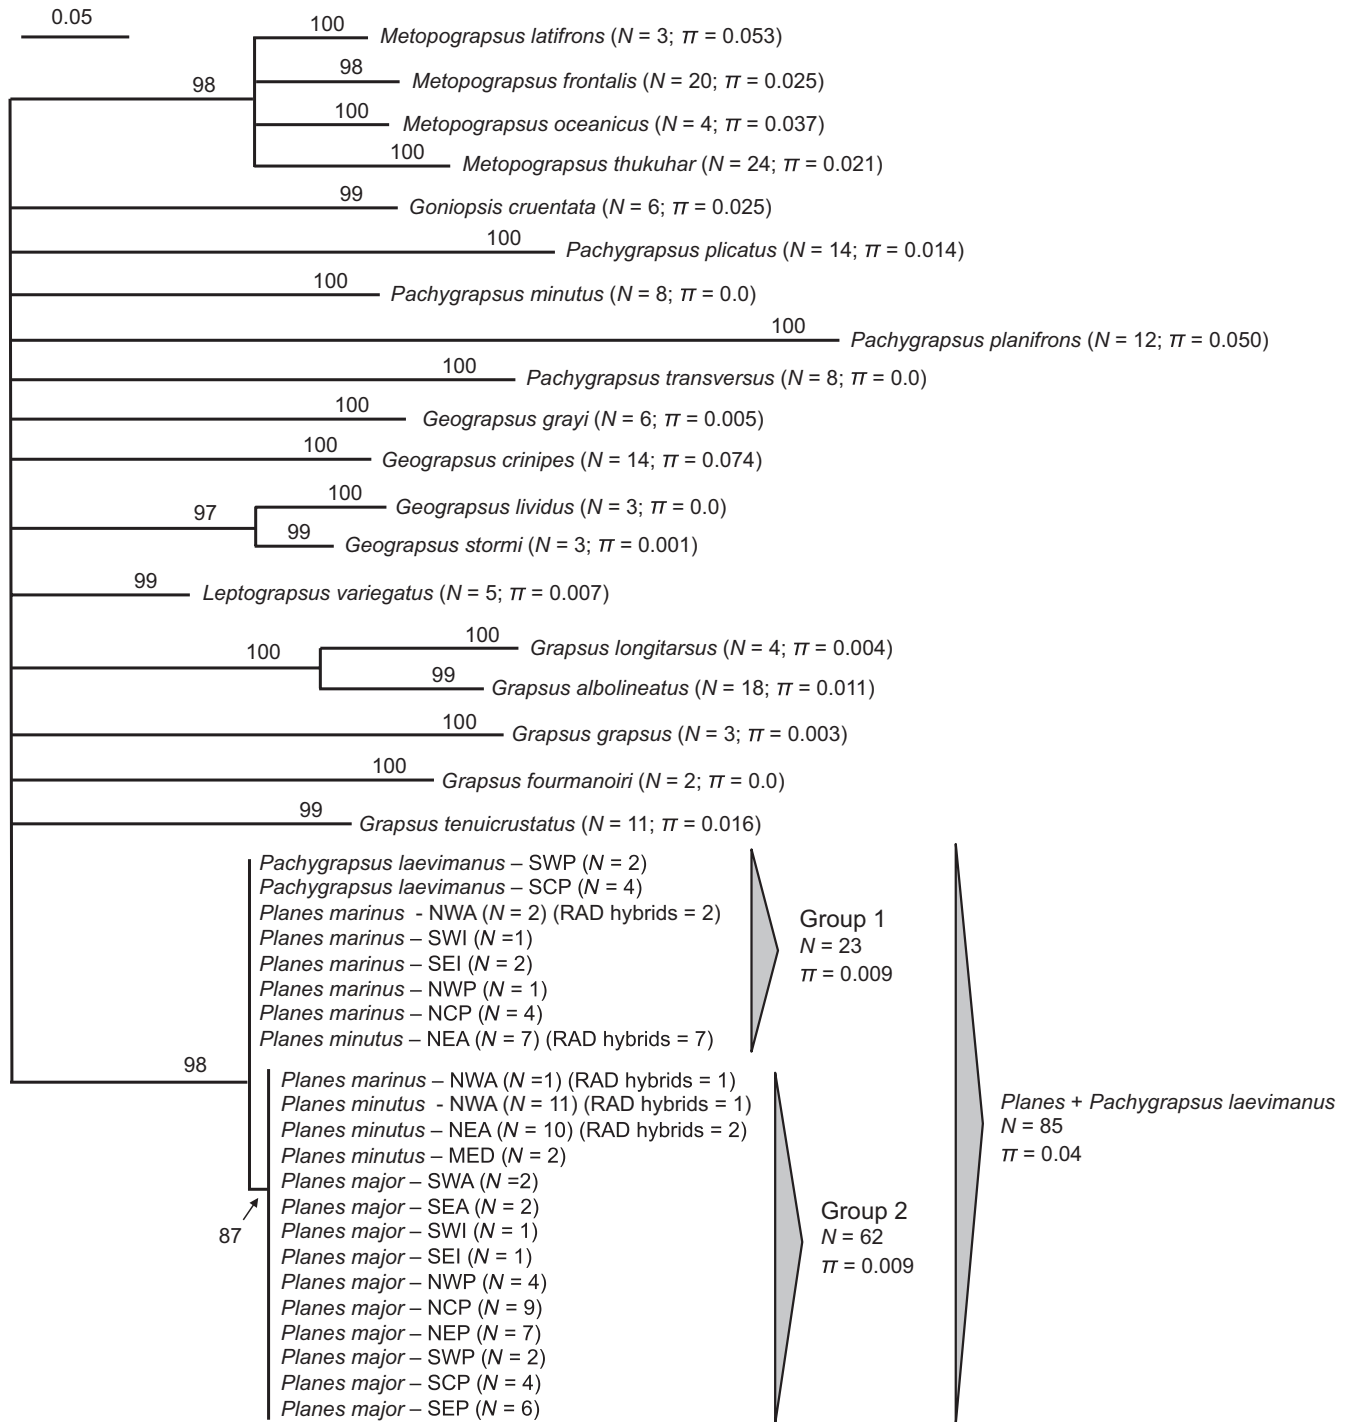 0.05
100
Metopograpsus latifrons (N = 3; π = 0.053)
98
Metopograpsus frontalis (N = 20; π = 0.025)
98
100
Metopograpsus oceanicus (N = 4; π = 0.037)
100
Metopograpsus thukuhar (N = 24; π = 0.021)
99
Goniopsis cruentata (N = 6; π = 0.025)
100
Pachygrapsus plicatus (N = 14; π = 0.014)
100
Pachygrapsus minutus (N = 8; π = 0.0)
100
Pachygrapsus planifrons (N = 12; π = 0.050)
100
Pachygrapsus transversus (N = 8; π = 0.0)
100
Geograpsus grayi (N = 6; π = 0.005)
100
Geograpsus crinipes (N = 14; π = 0.074)
97
100
Geograpsus lividus (N = 3; π = 0.0)
99
Geograpsus stormi (N = 3; π = 0.001)
99
Leptograpsus variegatus (N = 5; π = 0.007)
100
100
Grapsus longitarsus (N = 4; π = 0.004)
99
Grapsus albolineatus (N = 18; π = 0.011)
100
Grapsus grapsus (N = 3; π = 0.003)
100
Grapsus fourmanoiri (N = 2; π = 0.0)
99
Grapsus tenuicrustatus (N = 11; π = 0.016)
98
Pachygrapsus laevimanus – SWP (N = 2)
Pachygrapsus laevimanus – SCP (N = 4)
Planes marinus - NWA (N = 2) (RAD hybrids = 2)
Planes marinus – SWI (N =1)
Planes marinus – SEI (N = 2)
Planes marinus – NWP (N = 1)
Planes marinus – NCP (N = 4)
Planes minutus – NEA (N = 7) (RAD hybrids = 7)
Group 1
N = 23
π = 0.009
87
Planes marinus – NWA (N =1) (RAD hybrids = 1)
Planes minutus - NWA (N = 11) (RAD hybrids = 1)
Planes minutus – NEA (N = 10) (RAD hybrids = 2)
Planes minutus – MED (N = 2)
Planes major – SWA (N =2)
Planes major – SEA (N = 2)
Planes major – SWI (N = 1)
Planes major – SEI (N = 1)
Planes major – NWP (N = 4)
Planes major – NCP (N = 9)
Planes major – NEP (N = 7)
Planes major – SWP (N = 2)
Planes major – SCP (N = 4)
Planes major – SEP (N = 6)
Group 2
N = 62
π = 0.009
Planes + Pachygrapsus laevimanus
N = 85
π = 0.04